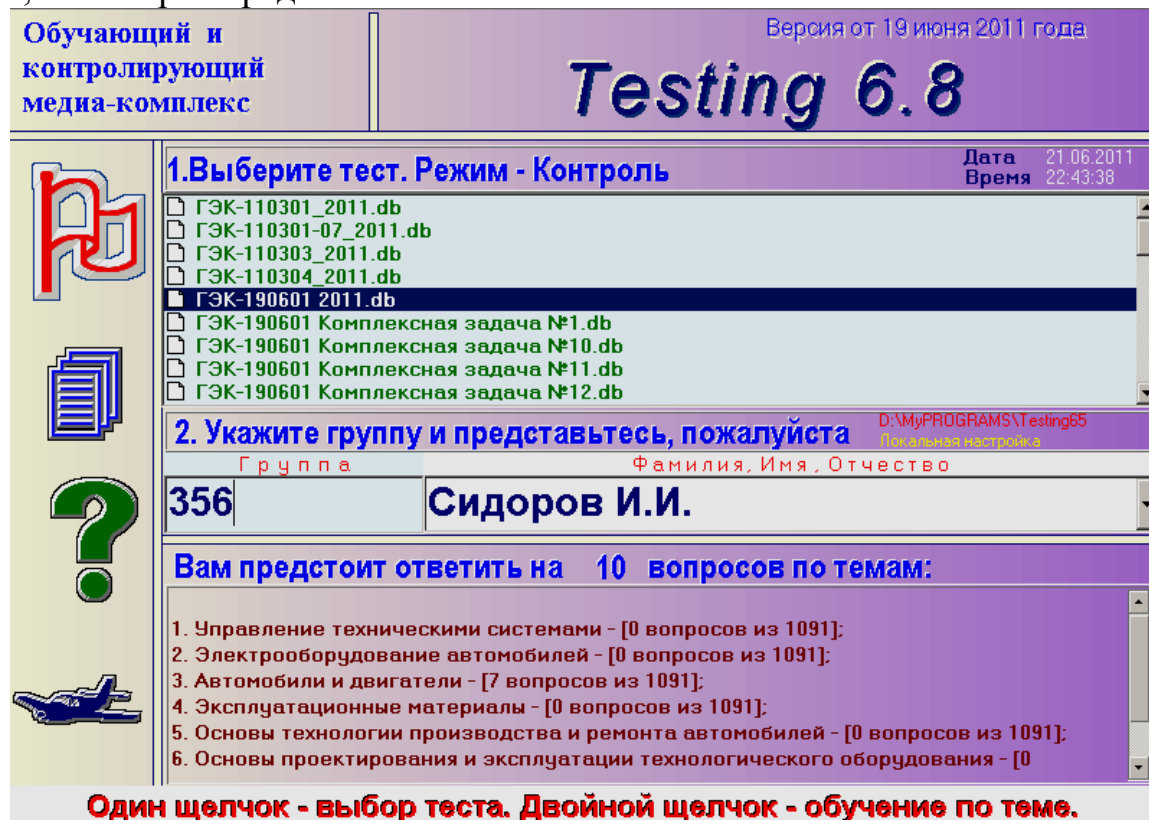 Обучающий и
контролирующий
медиа-комплекс
Версия от 19 июня 2011 года
Testing 6.8
1.Выберите тест. Режим - Контроль
Дата 21.06.2011
Время 22:43:38
ГЭК-110301_2011.db
ГЭК-110301-07_2011.db
ГЭК-110303_2011.db
ГЭК-110304_2011.db
ГЭК-190601 2011.db
ГЭК-190601 Комплексная задача №1.db
ГЭК-190601 Комплексная задача №10.db
ГЭК-190601 Комплексная задача №11.db
ГЭК-190601 Комплексная задача №12.db
2. Укажите группу и представьтесь, пожалуйста
D:\MyPROGRAMS\Testing65
Локальная настройка
Группа Фамилия, Имя, Отчество
356 Сидоров И.И.
Вам предстоит ответить на 10 вопросов по темам:
1. Управление техническими системами - [0 вопросов из 1091];
2. Электрооборудование автомобилей - [0 вопросов из 1091];
3. Автомобили и двигатели - [7 вопросов из 1091];
4. Эксплуатационные материалы - [0 вопросов из 1091];
5. Основы технологии производства и ремонта автомобилей - [0 вопросов из 1091];
6. Основы проектирования и эксплуатации технологического оборудования - [0
Один щелчок - выбор теста. Двойной щелчок - обучение по теме.